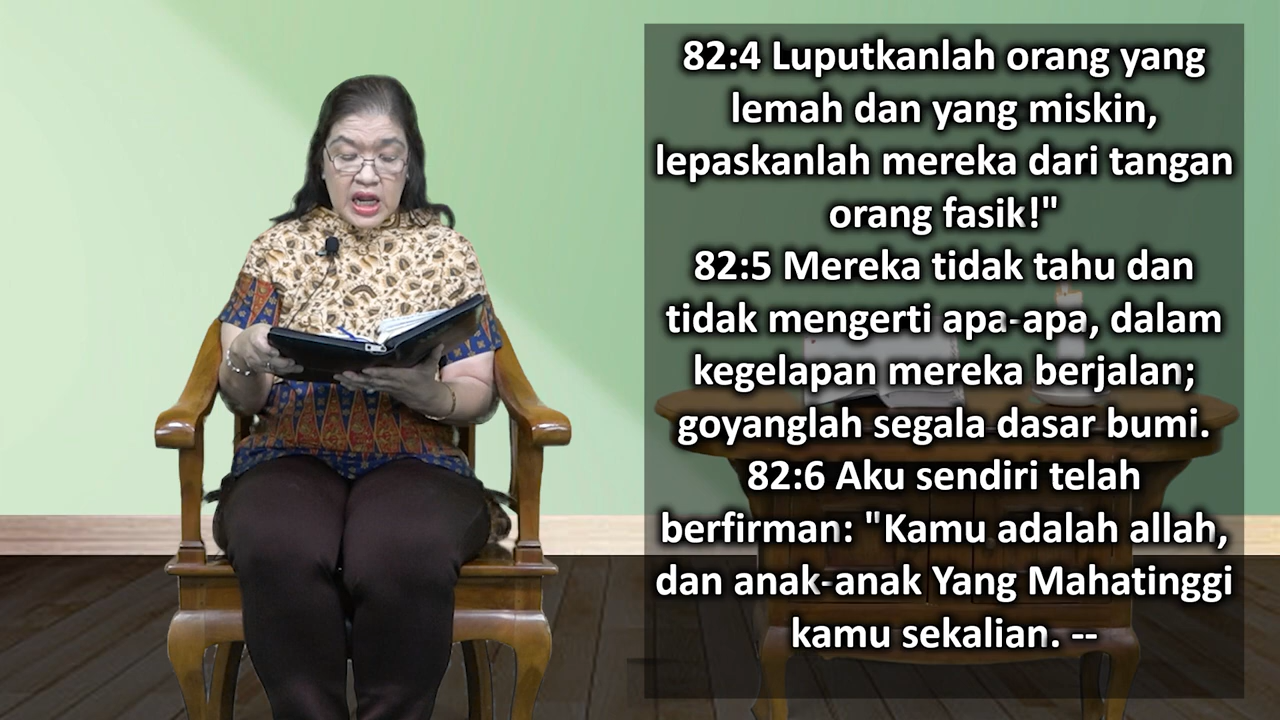 82:4 Luputkanlah orang yang
lemah dan yang miskin,
lepaskanlah mereka dari tangan
orang fasik!"
82:5 Mereka tidak tahu dan
tidak mengerti apa-apa, dalam
kegelapan mereka berjalan;
goyanglah segala dasar bumi.
82:6 Aku sendiri telah
berfirman: "Kamu adalah allah,
dan anak-anak Yang Mahatinggi
kamu sekalian. --